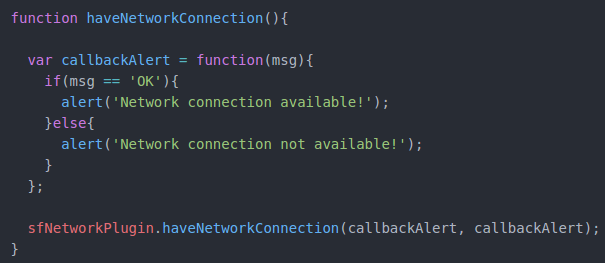 function haveNetworkConnection(){
  var callbackAlert = function(msg){
    if(msg == 'OK'){
      alert('Network connection available!');
    }else{
      alert('Network connection not available!');
    }
  };
  sfNetworkPlugin.haveNetworkConnection(callbackAlert, callbackAlert);
}